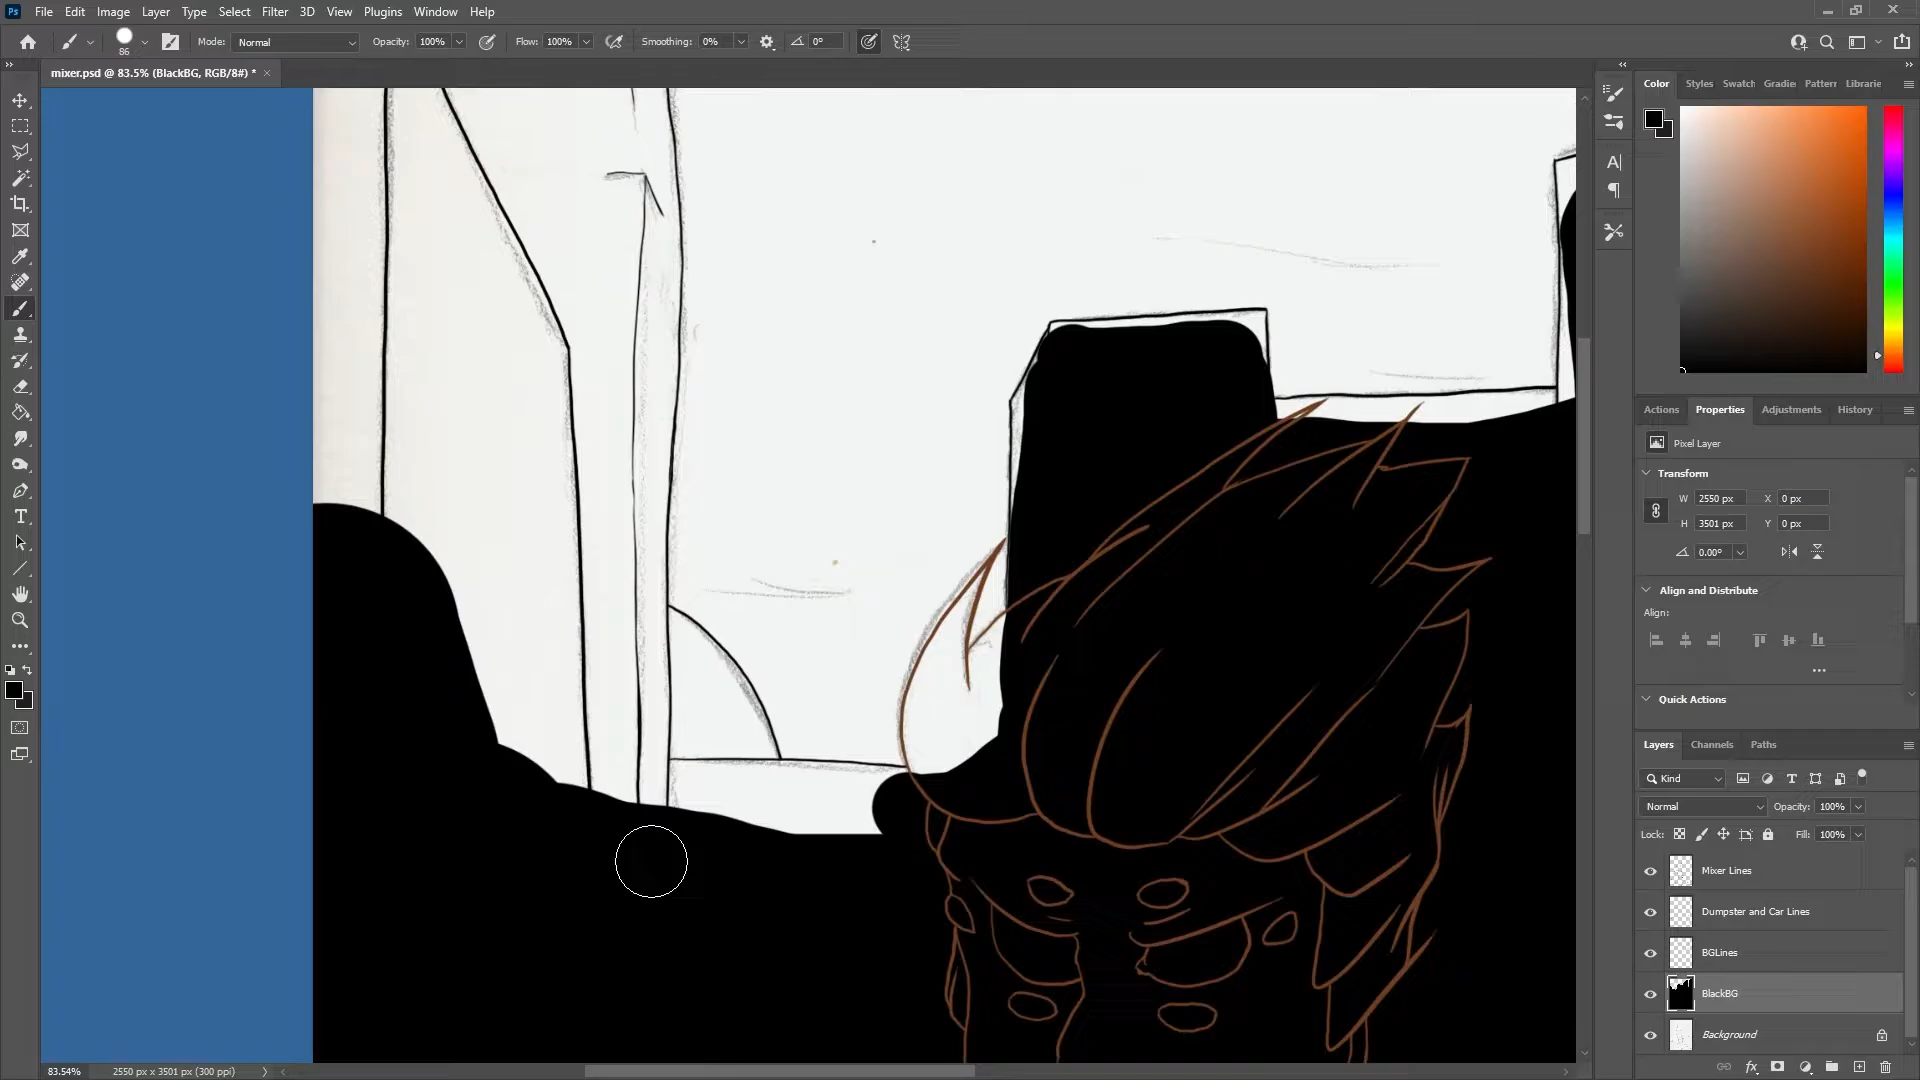 File Edit Image Layer Type Select Filter 3D View Plugins Window Help
86 Mode: Normal Opacity: 100% Flow: 100% Smoothing: 0% 0°
mixer.psd @ 83.5% (BlackBG, RGB/8#) * ×
Color Styles Swatch Gradie Pattern Librarie
Actions Properties Adjustments History
Pixel Layer
Transform
W 2550 px X 0 px
H 3501 px Y 0 px
0.00°
Align and Distribute
Align:
Quick Actions
Layers Channels Paths
Kind
Normal Opacity: 100%
Lock: Fill: 100%
Mixer Lines
Dumpster and Car Lines
BGLines
BlackBG
Background
83.54% 2550 px x 3501 px (300 ppi)